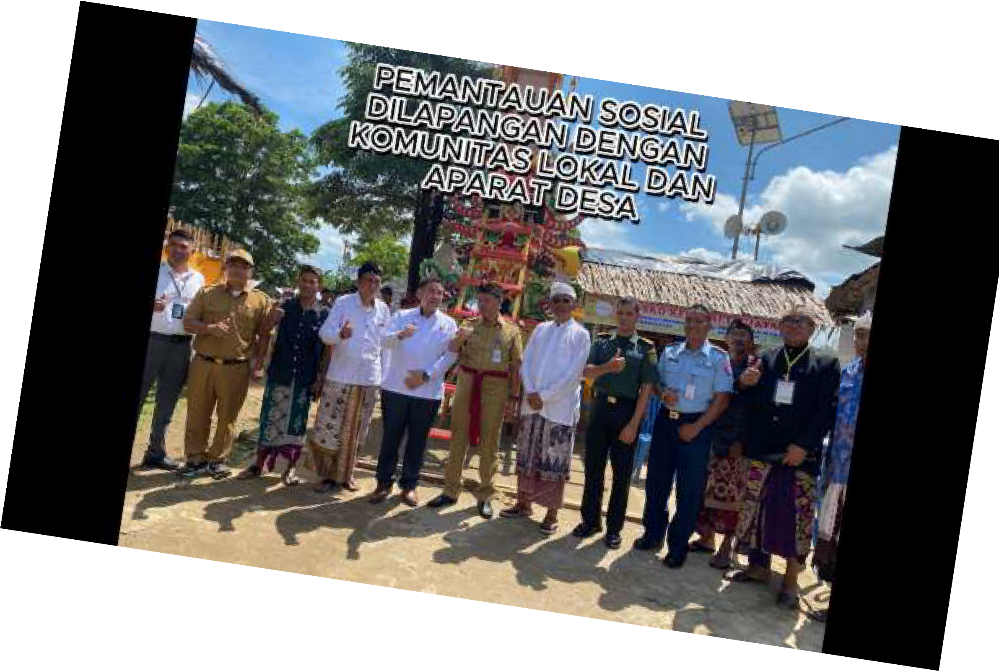 PEMANTAUAN SOSIAL
DILAPANGAN DENGAN
KOMUNITAS LOKAL DAN
APARAT DESA